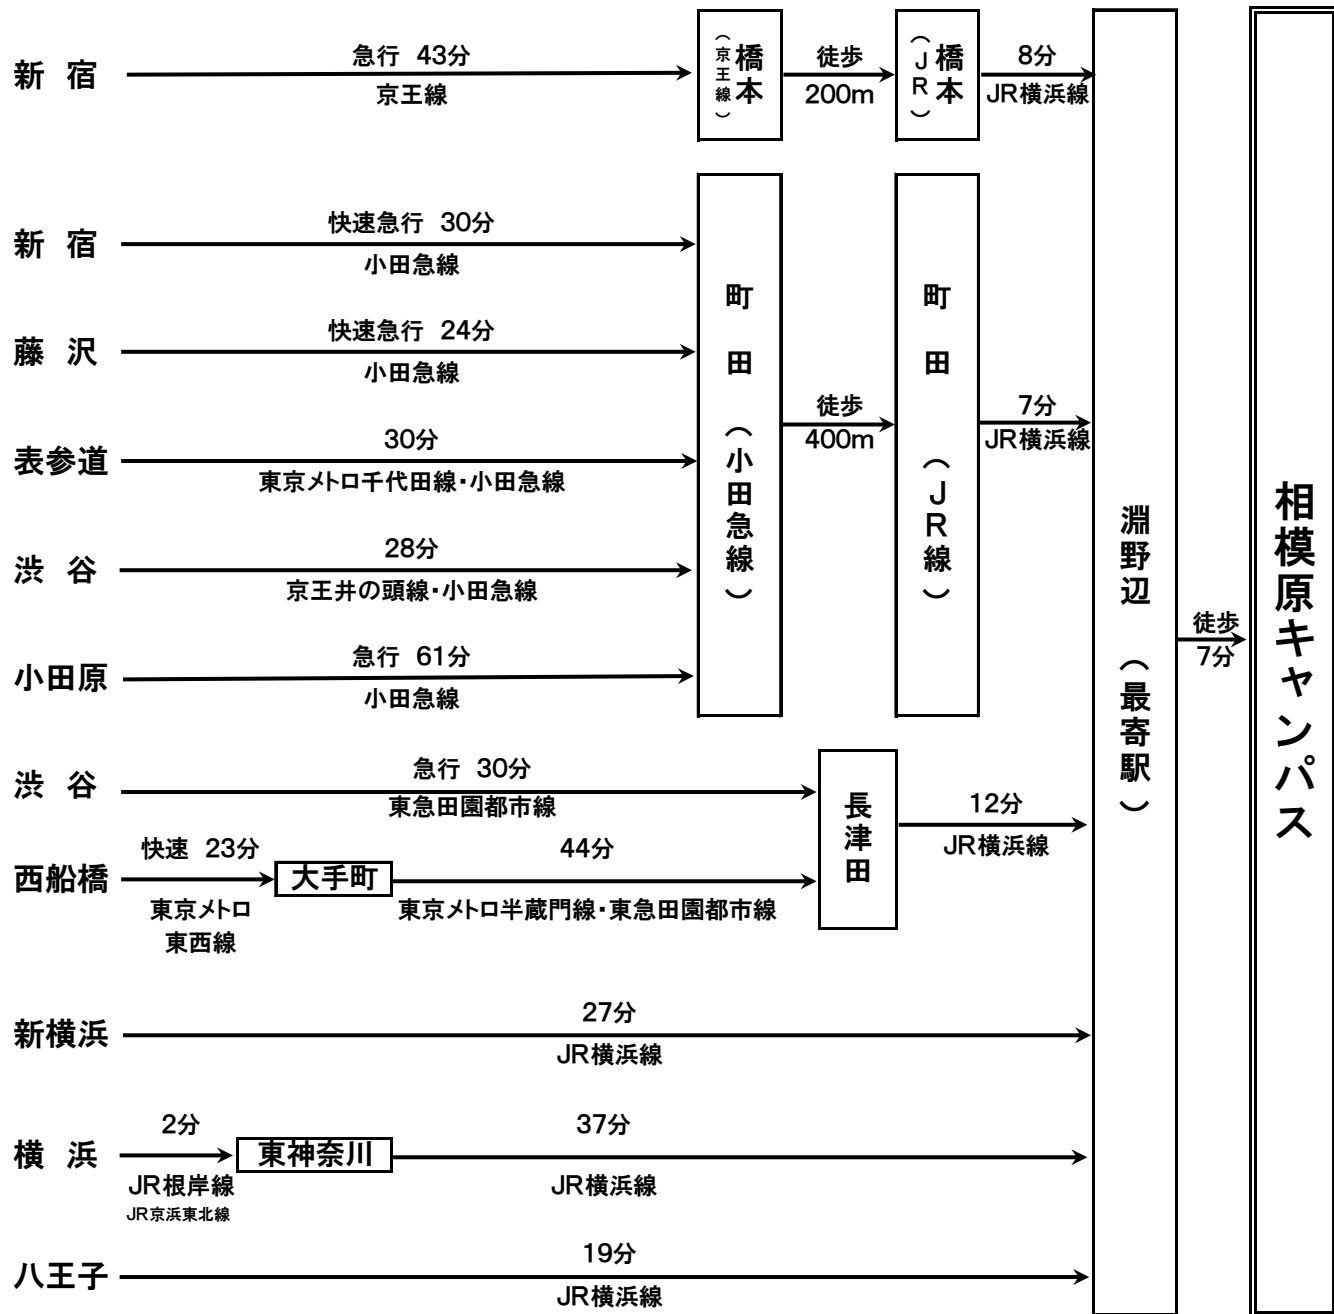 新宿
急行 43分
京王線
橋本
(京王線)
徒歩
200m
橋本
(JR)
8分
JR横浜線
新宿
快速急行 30分
小田急線
藤沢
快速急行 24分
小田急線
表参道
30分
東京メトロ千代田線・小田急線
渋谷
28分
京王井の頭線・小田急線
小田原
急行 61分
小田急線
町田(小田急線)
徒歩
400m
町田(JR線)
7分
JR横浜線
渋谷
急行 30分
東急田園都市線
西船橋
快速 23分
東京メトロ
東西線
大手町
44分
東京メトロ半蔵門線・東急田園都市線
長津田
12分
JR横浜線
新横浜
27分
JR横浜線
横浜
2分
JR根岸線
JR京浜東北線
東神奈川
37分
JR横浜線
八王子
19分
JR横浜線
淵野辺(最寄駅)
徒歩
7分
相模原キャンパス